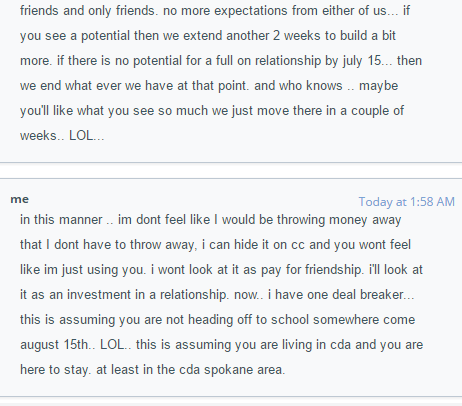 friends and only friends. no more expectations from either of us... if
you see a potential then we extend another 2 weeks to build a bit
more. if there is no potential for a full on relationship by july 15... then
we end what ever we have at that point. and who knows .. maybe
you'll like what you see so much we just move there in a couple of
weeks.. LOL...
me
Today at 1:58 AM
in this manner .. im dont feel like I would be throwing money away
that I dont have to throw away, i can hide it on cc and you wont feel
like im just using you. i wont look at it as pay for friendship. i'll look at
it as an investment in a relationship. now.. i have one deal breaker...
this is assuming you are not heading off to school somewhere come
august 15th.. LOL.. this is assuming you are living in cda and you are
here to stay. at least in the cda spokane area.